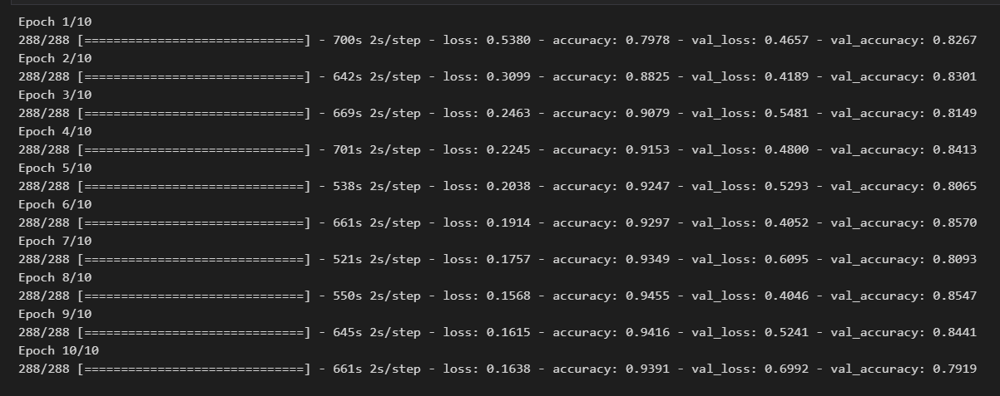 Epoch 1/10
288/288 [==============================] - 700s 2s/step - loss: 0.5380 - accuracy: 0.7978 - val_loss: 0.4657 - val_accuracy: 0.8267
Epoch 2/10
288/288 [==============================] - 642s 2s/step - loss: 0.3099 - accuracy: 0.8825 - val_loss: 0.4189 - val_accuracy: 0.8301
Epoch 3/10
288/288 [==============================] - 669s 2s/step - loss: 0.2463 - accuracy: 0.9079 - val_loss: 0.5481 - val_accuracy: 0.8149
Epoch 4/10
288/288 [==============================] - 701s 2s/step - loss: 0.2245 - accuracy: 0.9153 - val_loss: 0.4800 - val_accuracy: 0.8413
Epoch 5/10
288/288 [==============================] - 538s 2s/step - loss: 0.2038 - accuracy: 0.9247 - val_loss: 0.5293 - val_accuracy: 0.8065
Epoch 6/10
288/288 [==============================] - 661s 2s/step - loss: 0.1914 - accuracy: 0.9297 - val_loss: 0.4052 - val_accuracy: 0.8570
Epoch 7/10
288/288 [==============================] - 521s 2s/step - loss: 0.1757 - accuracy: 0.9349 - val_loss: 0.6095 - val_accuracy: 0.8093
Epoch 8/10
288/288 [==============================] - 550s 2s/step - loss: 0.1568 - accuracy: 0.9455 - val_loss: 0.4046 - val_accuracy: 0.8547
Epoch 9/10
288/288 [==============================] - 645s 2s/step - loss: 0.1615 - accuracy: 0.9416 - val_loss: 0.5241 - val_accuracy: 0.8441
Epoch 10/10
288/288 [==============================] - 661s 2s/step - loss: 0.1638 - accuracy: 0.9391 - val_loss: 0.6992 - val_accuracy: 0.7919